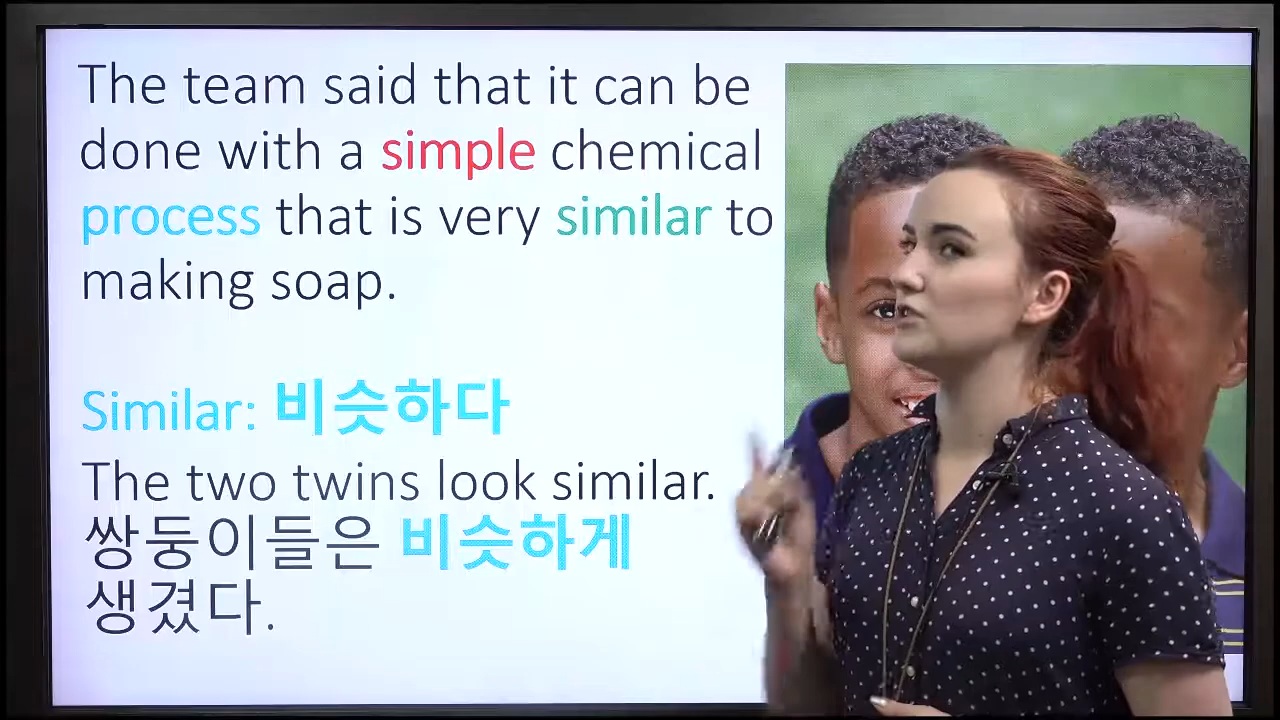 The team said that it can be
done with a simple chemical
process that is very similar to
making soap.
Similar: 비슷하다
The two twins look similar.
쌍둥이들은 비슷하게
생겼다.